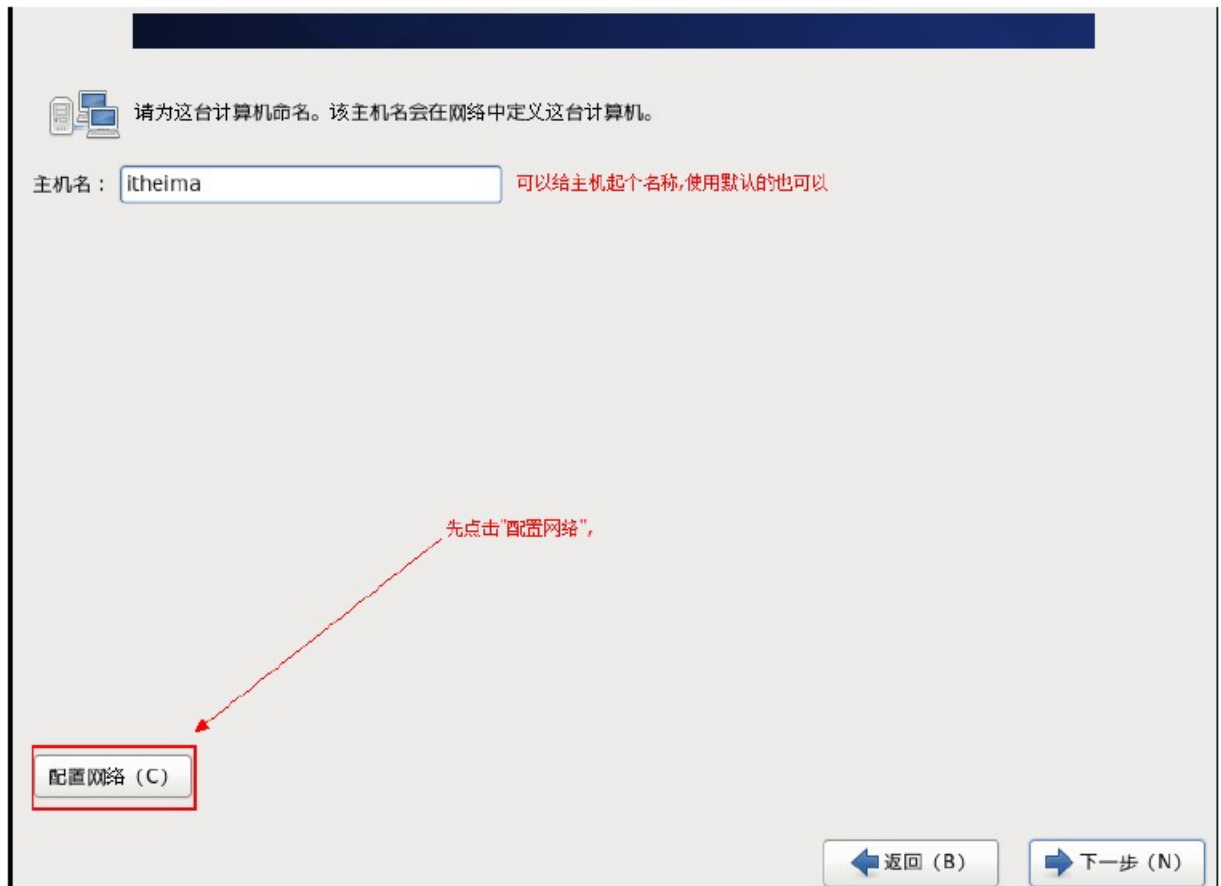 请为这台计算机命名。该主机名会在网络中定义这台计算机。
主机名： itheima 可以给主机起个名称,使用默认的也可以
先点击"配置网络",
配置网络（C）
返回（B） 下一步（N）